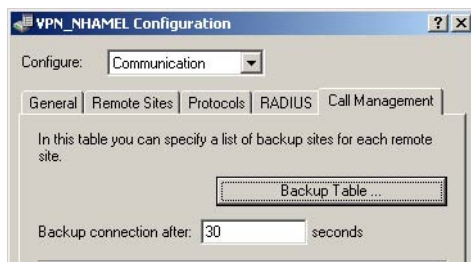 VPN_NHAMEL Configuration
Configure: Communication
General Remote Sites Protocols RADIUS Call Management
In this table you can specify a list of backup sites for each remote
site.
Backup Table ...
Backup connection after: 30 seconds